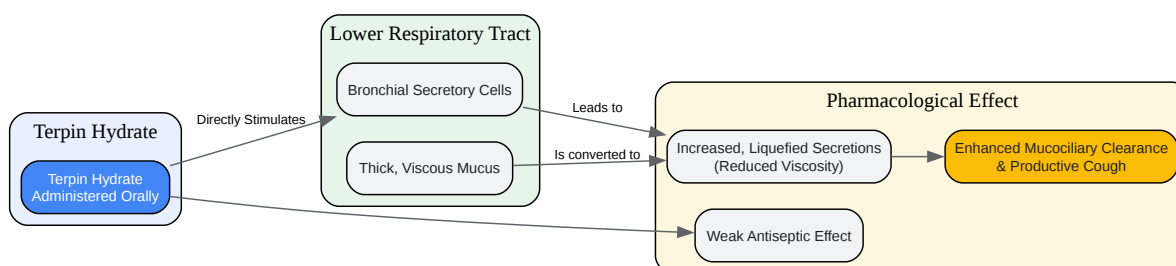 Terpin Hydrate
Terpin Hydrate
Administered Orally
Directly Stimulates
Lower Respiratory Tract
Bronchial Secretory Cells
Thick, Viscous Mucus
Leads to
Is converted to
Pharmacological Effect
Increased, Liquefied Secretions
(Reduced Viscosity)
Enhanced Mucociliary Clearance
& Productive Cough
Weak Antiseptic Effect